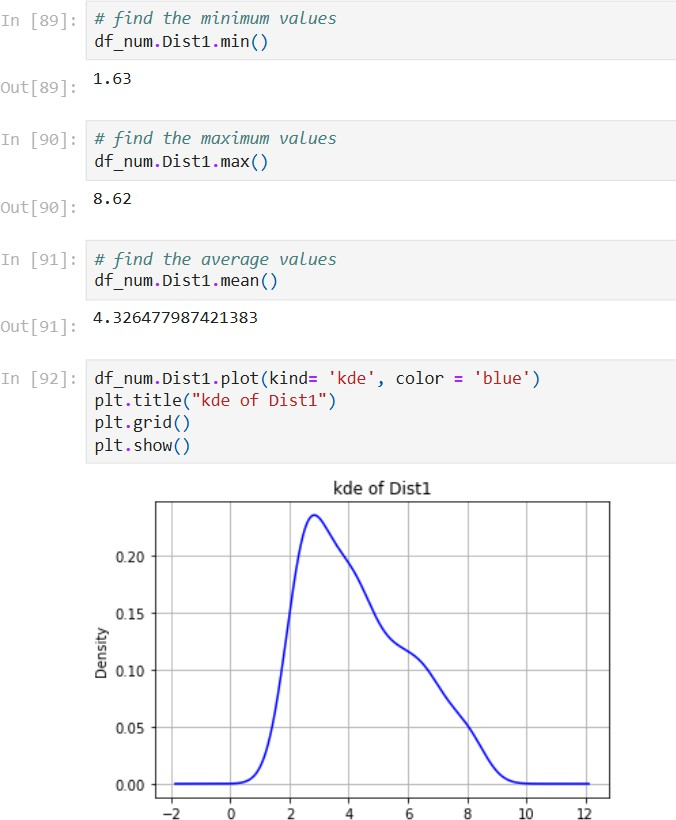 In [89]: # find the minimum values
df_num.Dist1.min()
Out[89]: 1.63
In [90]: # find the maximum values
df_num.Dist1.max()
Out[90]: 8.62
In [91]: # find the average values
df_num.Dist1.mean()
Out[91]: 4.326477987421383
In [92]: df_num.Dist1.plot(kind= 'kde', color = 'blue')
plt.title("kde of Dist1")
plt.grid()
plt.show()
kde of Dist1
0.20
0.15
Density
0.10
0.05
0.00
−2 0 2 4 6 8 10 12